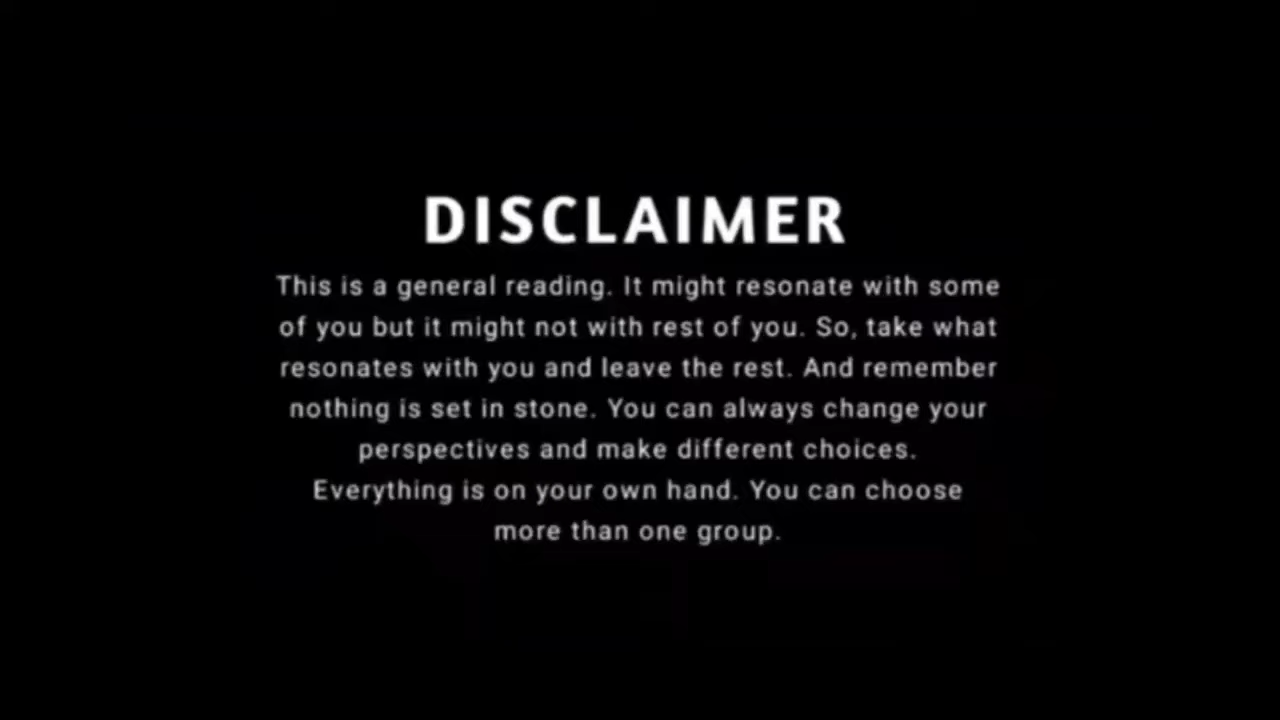 DISCLAIMER
This is a general reading. It might resonate with some
of you but it might not with rest of you. So, take what
resonates with you and leave the rest. And remember
nothing is set in stone. You can always change your
perspectives and make different choices.
Everything is on your own hand. You can choose
more than one group.